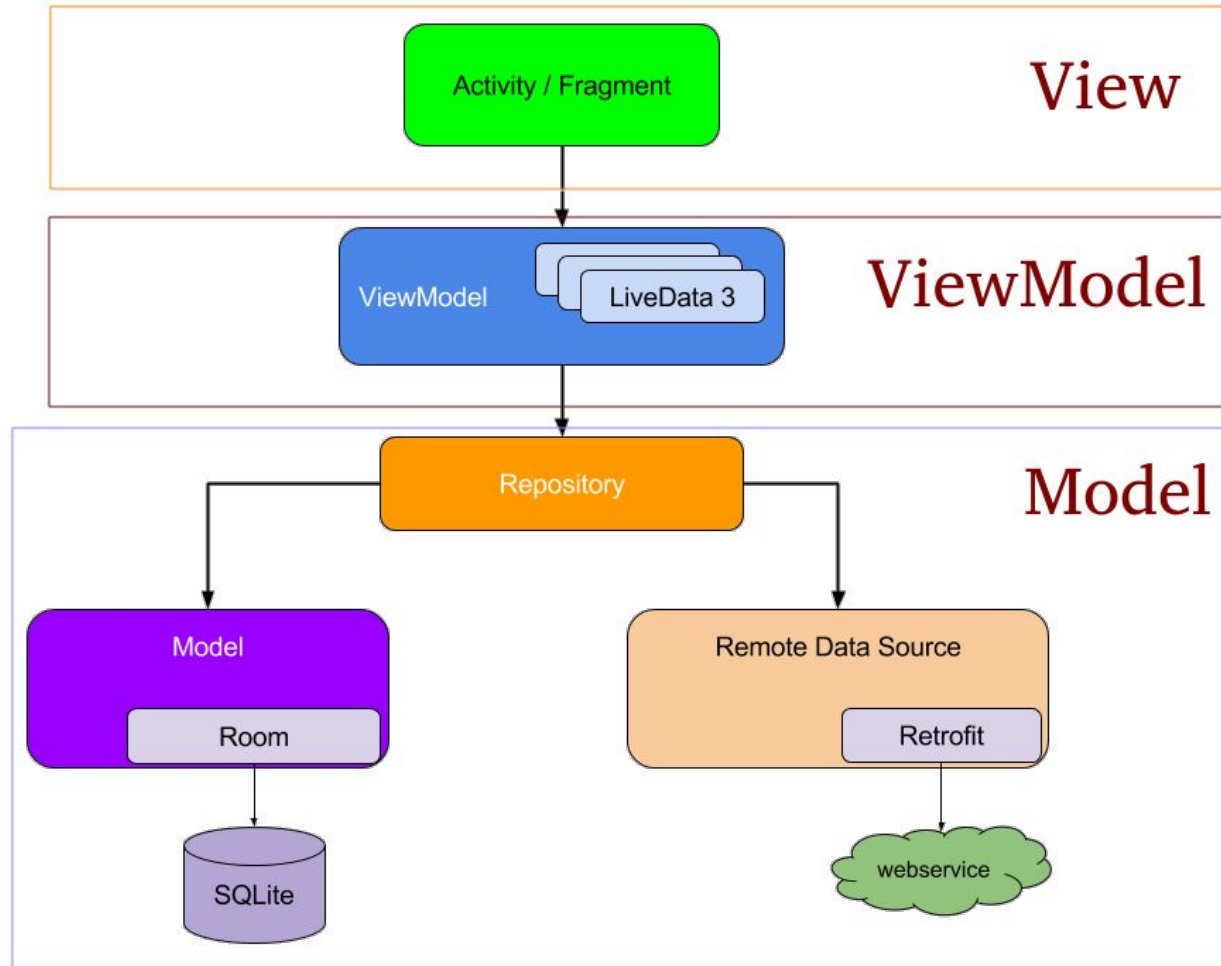 Activity / Fragment
View
ViewModel
LiveData 3
ViewModel
Repository
Model
Model
Remote Data Source
Room
Retrofit
SQLite
webservice